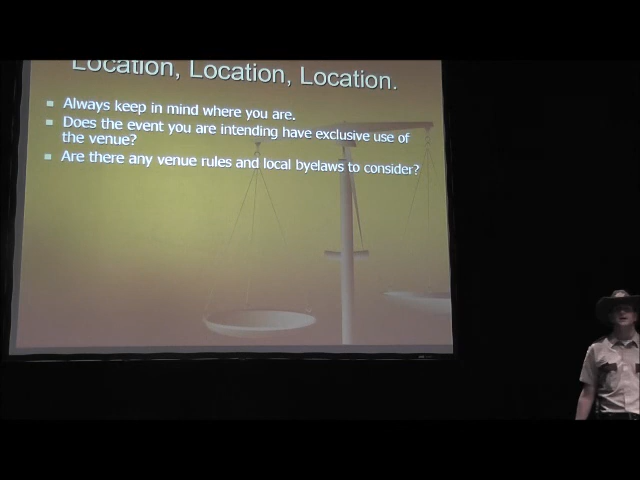 Location, Location, Location.
Always keep in mind where you are.
Does the event you are intending have exclusive use of
the venue?
Are there any venue rules and local byelaws to consider?